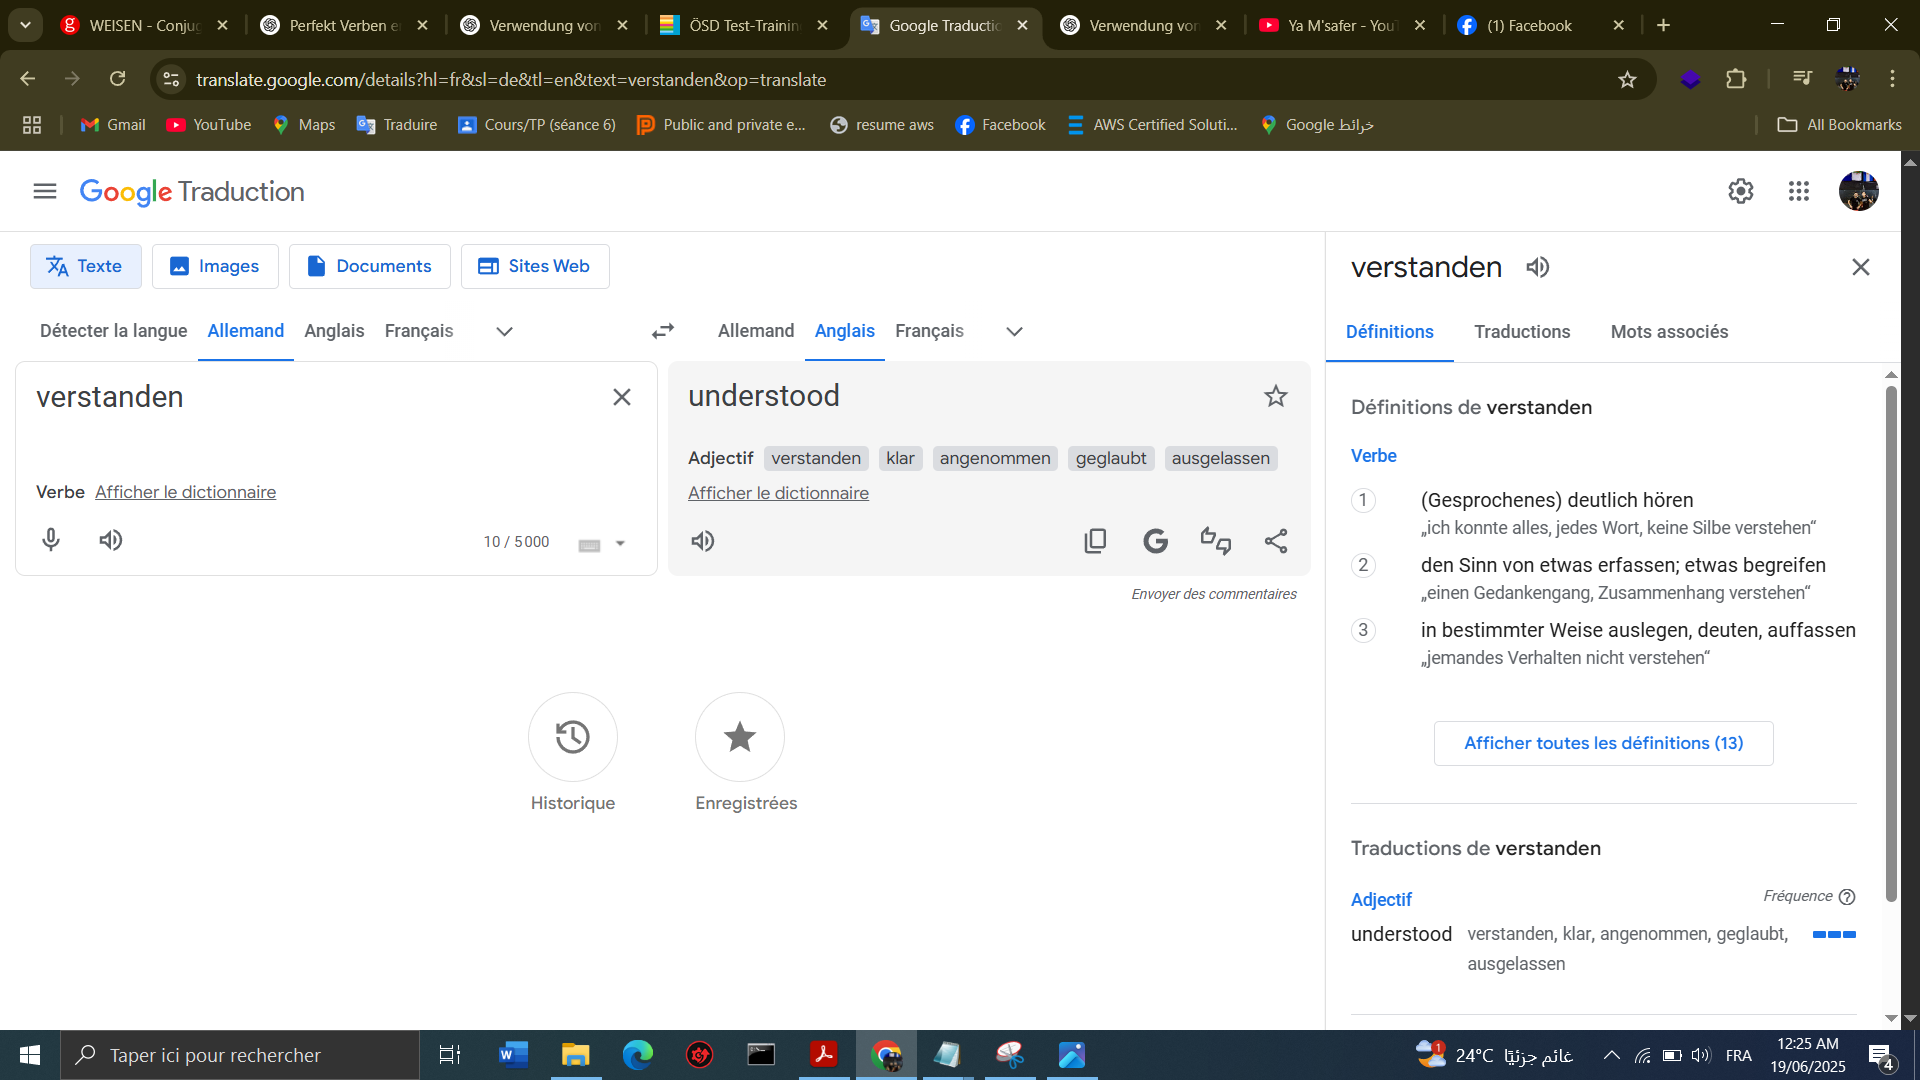 WEISEN - Conjug
Perfekt Verben e
Verwendung von
ÖSD Test-Trainin
Google Traductio
Verwendung von
Ya M'safer - YouT
(1) Facebook
translate.google.com/details?hl=fr&sl=de&tl=en&text=verstanden&op=translate
Gmail
YouTube
Maps
Traduire
Cours/TP (séance 6)
Public and private e...
resume aws
Facebook
AWS Certified Soluti...
خرائط Google
All Bookmarks
Google Traduction
Texte
Images
Documents
Sites Web
Détecter la langue
Allemand
Anglais
Français
Allemand
Anglais
Français
verstanden
Verbe Afficher le dictionnaire
10 / 5 000
understood
Adjectif verstanden klar angenommen geglaubt ausgelassen
Afficher le dictionnaire
Envoyer des commentaires
Historique
Enregistrées
verstanden
Définitions
Traductions
Mots associés
Définitions de verstanden
Verbe
1 (Gesprochenes) deutlich hören
„ich konnte alles, jedes Wort, keine Silbe verstehen“
2 den Sinn von etwas erfassen; etwas begreifen
„einen Gedankengang, Zusammenhang verstehen“
3 in bestimmter Weise auslegen, deuten, auffassen
„jemandes Verhalten nicht verstehen“
Afficher toutes les définitions (13)
Traductions de verstanden
Adjectif
Fréquence
understood verstanden, klar, angenommen, geglaubt,
ausgelassen
Taper ici pour rechercher
1
24°C غائم جزئيًا
FRA
12:25 AM
19/06/2025
4